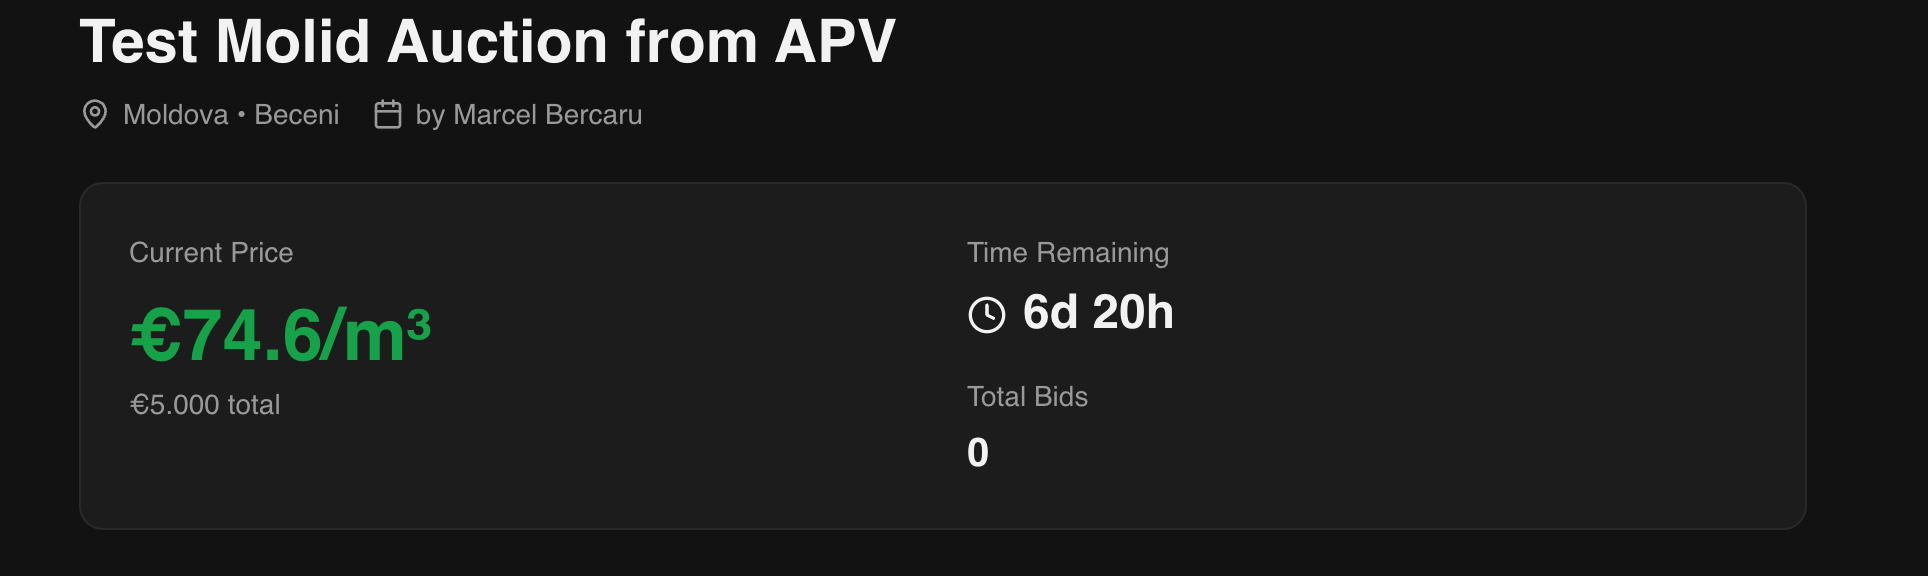 Test Molid Auction from APV
Moldova • Beceni by Marcel Bercaru
Current Price
€74.6/m³
€5.000 total
Time Remaining
6d 20h
Total Bids
0